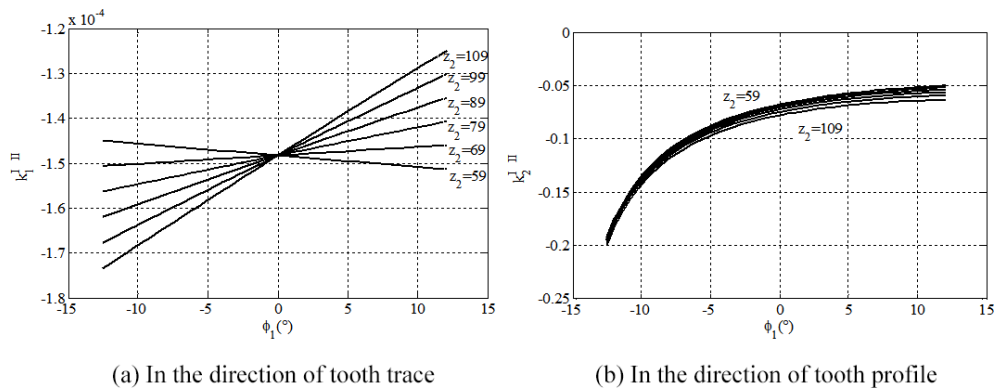 x 10⁻⁴
-1.2
-1.3
-1.4
-1.5
-1.6
-1.7
-1.8
k₁ᴵ ᴵᴵ
z₂=109
z₂=99
z₂=89
z₂=79
z₂=69
z₂=59
-15 -10 -5 0 5 10 15
ϕ₁(°)
(a) In the direction of tooth trace
0
-0.05
-0.1
-0.15
-0.2
-0.25
k₂ᴵ ᴵᴵ
z₂=59
z₂=109
-15 -10 -5 0 5 10 15
ϕ₁(°)
(b) In the direction of tooth profile